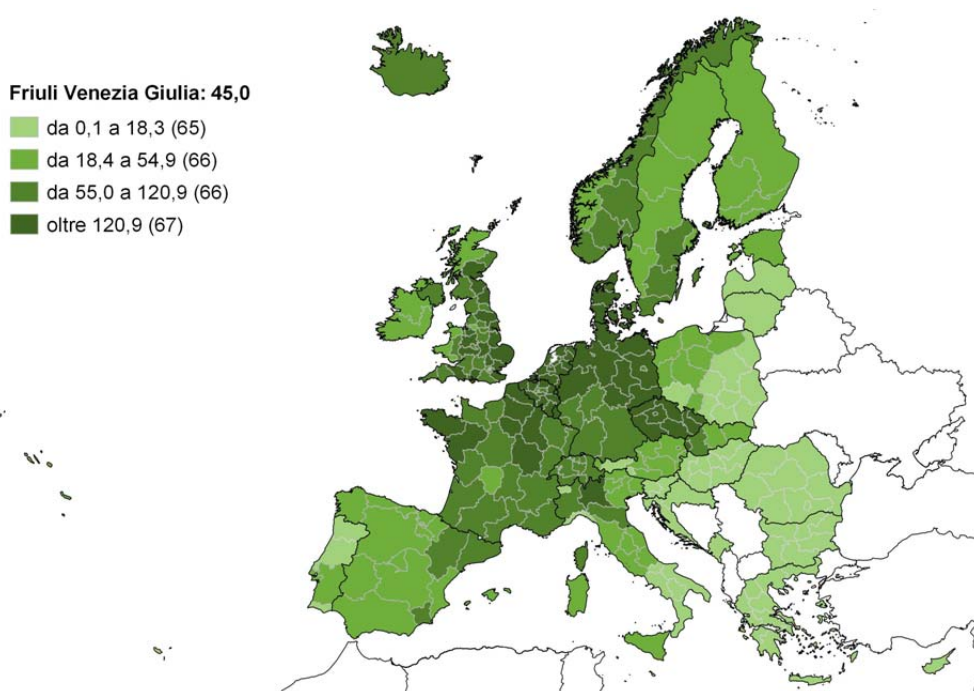 Friuli Venezia Giulia: 45,0
da 0,1 a 18,3 (65)
da 18,4 a 54,9 (66)
da 55,0 a 120,9 (66)
oltre 120,9 (67)